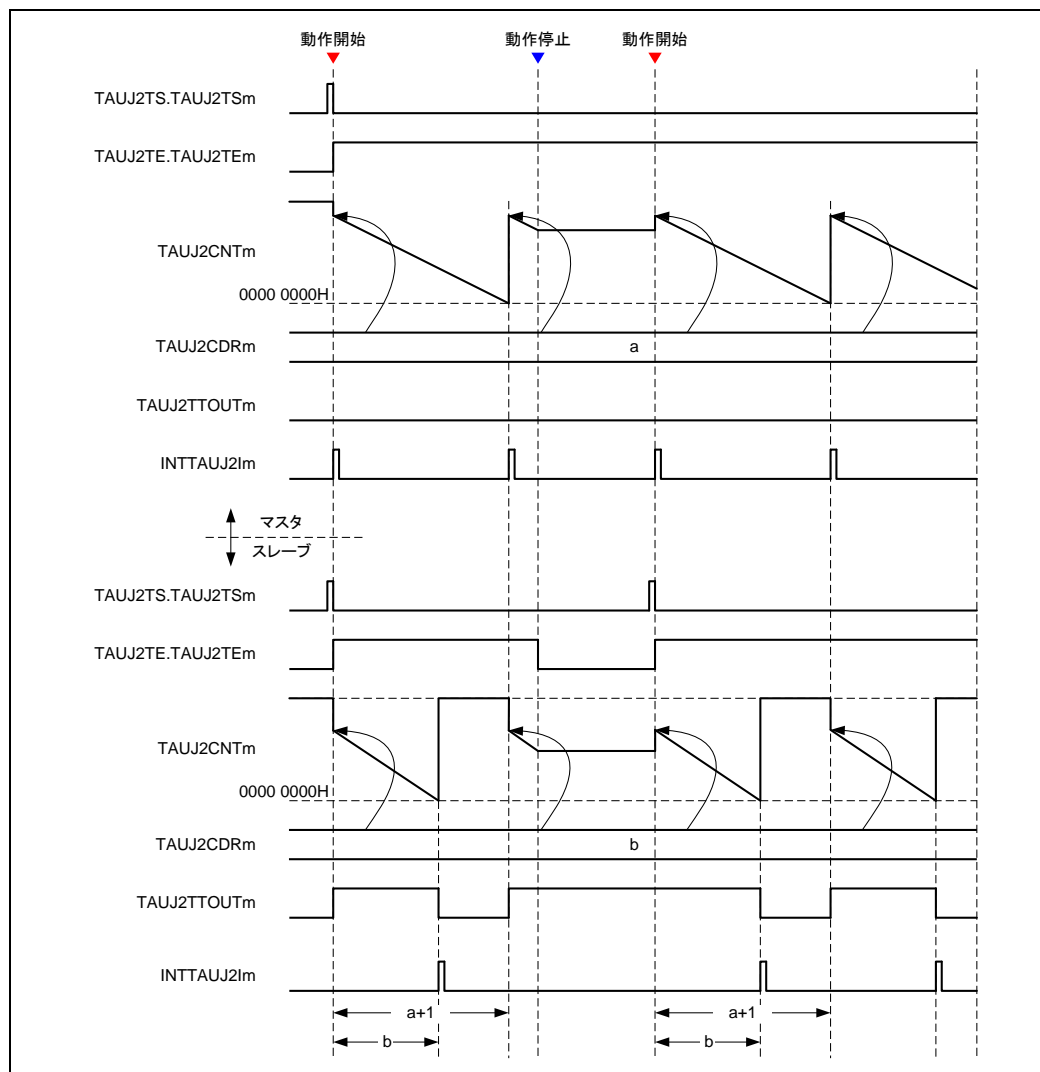 動作開始 動作停止 動作開始
TAUJ2TS.TAUJ2TSm
TAUJ2TE.TAUJ2TEm
TAUJ2CNTm
0000 0000H
TAUJ2CDRm a
TAUJ2TTOUTm
INTTAUJ2Im
マスタ
スレーブ
TAUJ2TS.TAUJ2TSm
TAUJ2TE.TAUJ2TEm
TAUJ2CNTm
0000 0000H
TAUJ2CDRm b
TAUJ2TTOUTm
INTTAUJ2Im
a+1 a+1
b b